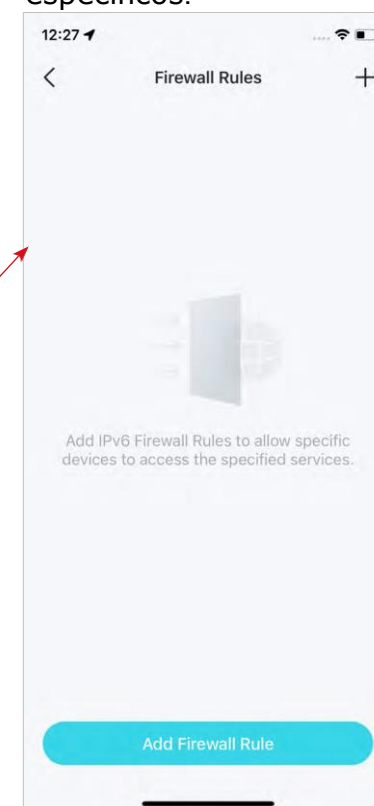 específicos.
12:27
Firewall Rules
Add IPv6 Firewall Rules to allow specific
devices to access the specified services.
Add Firewall Rule